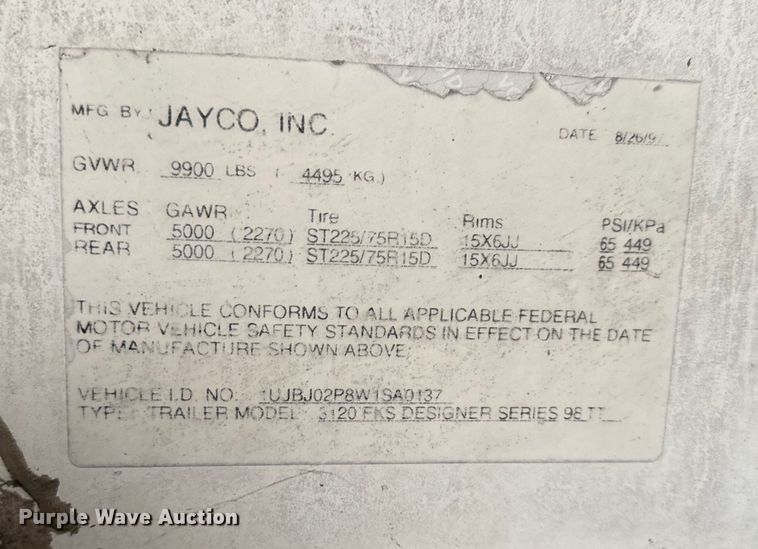 MFG BY JAYCO, INC.
DATE 8/26/97
GVWR 9900 LBS ( 4495 KG.)
AXLES GAWR Tire Rims PSI/KPa
FRONT 5000 (2270) ST225/75R15D 15X6JJ 65 449
REAR 5000 (2270) ST225/75R15D 15X6JJ 65 449
THIS VEHICLE CONFORMS TO ALL APPLICABLE FEDERAL
MOTOR VEHICLE SAFETY STANDARDS IN EFFECT ON THE DATE
OF MANUFACTURE SHOWN ABOVE.
VEHICLE I.D. NO: 1UJBJ02P8W1SA0137
TYPE: TRAILER MODEL: 3120 FKS DESIGNER SERIES 98 TT
Purple Wave Auction